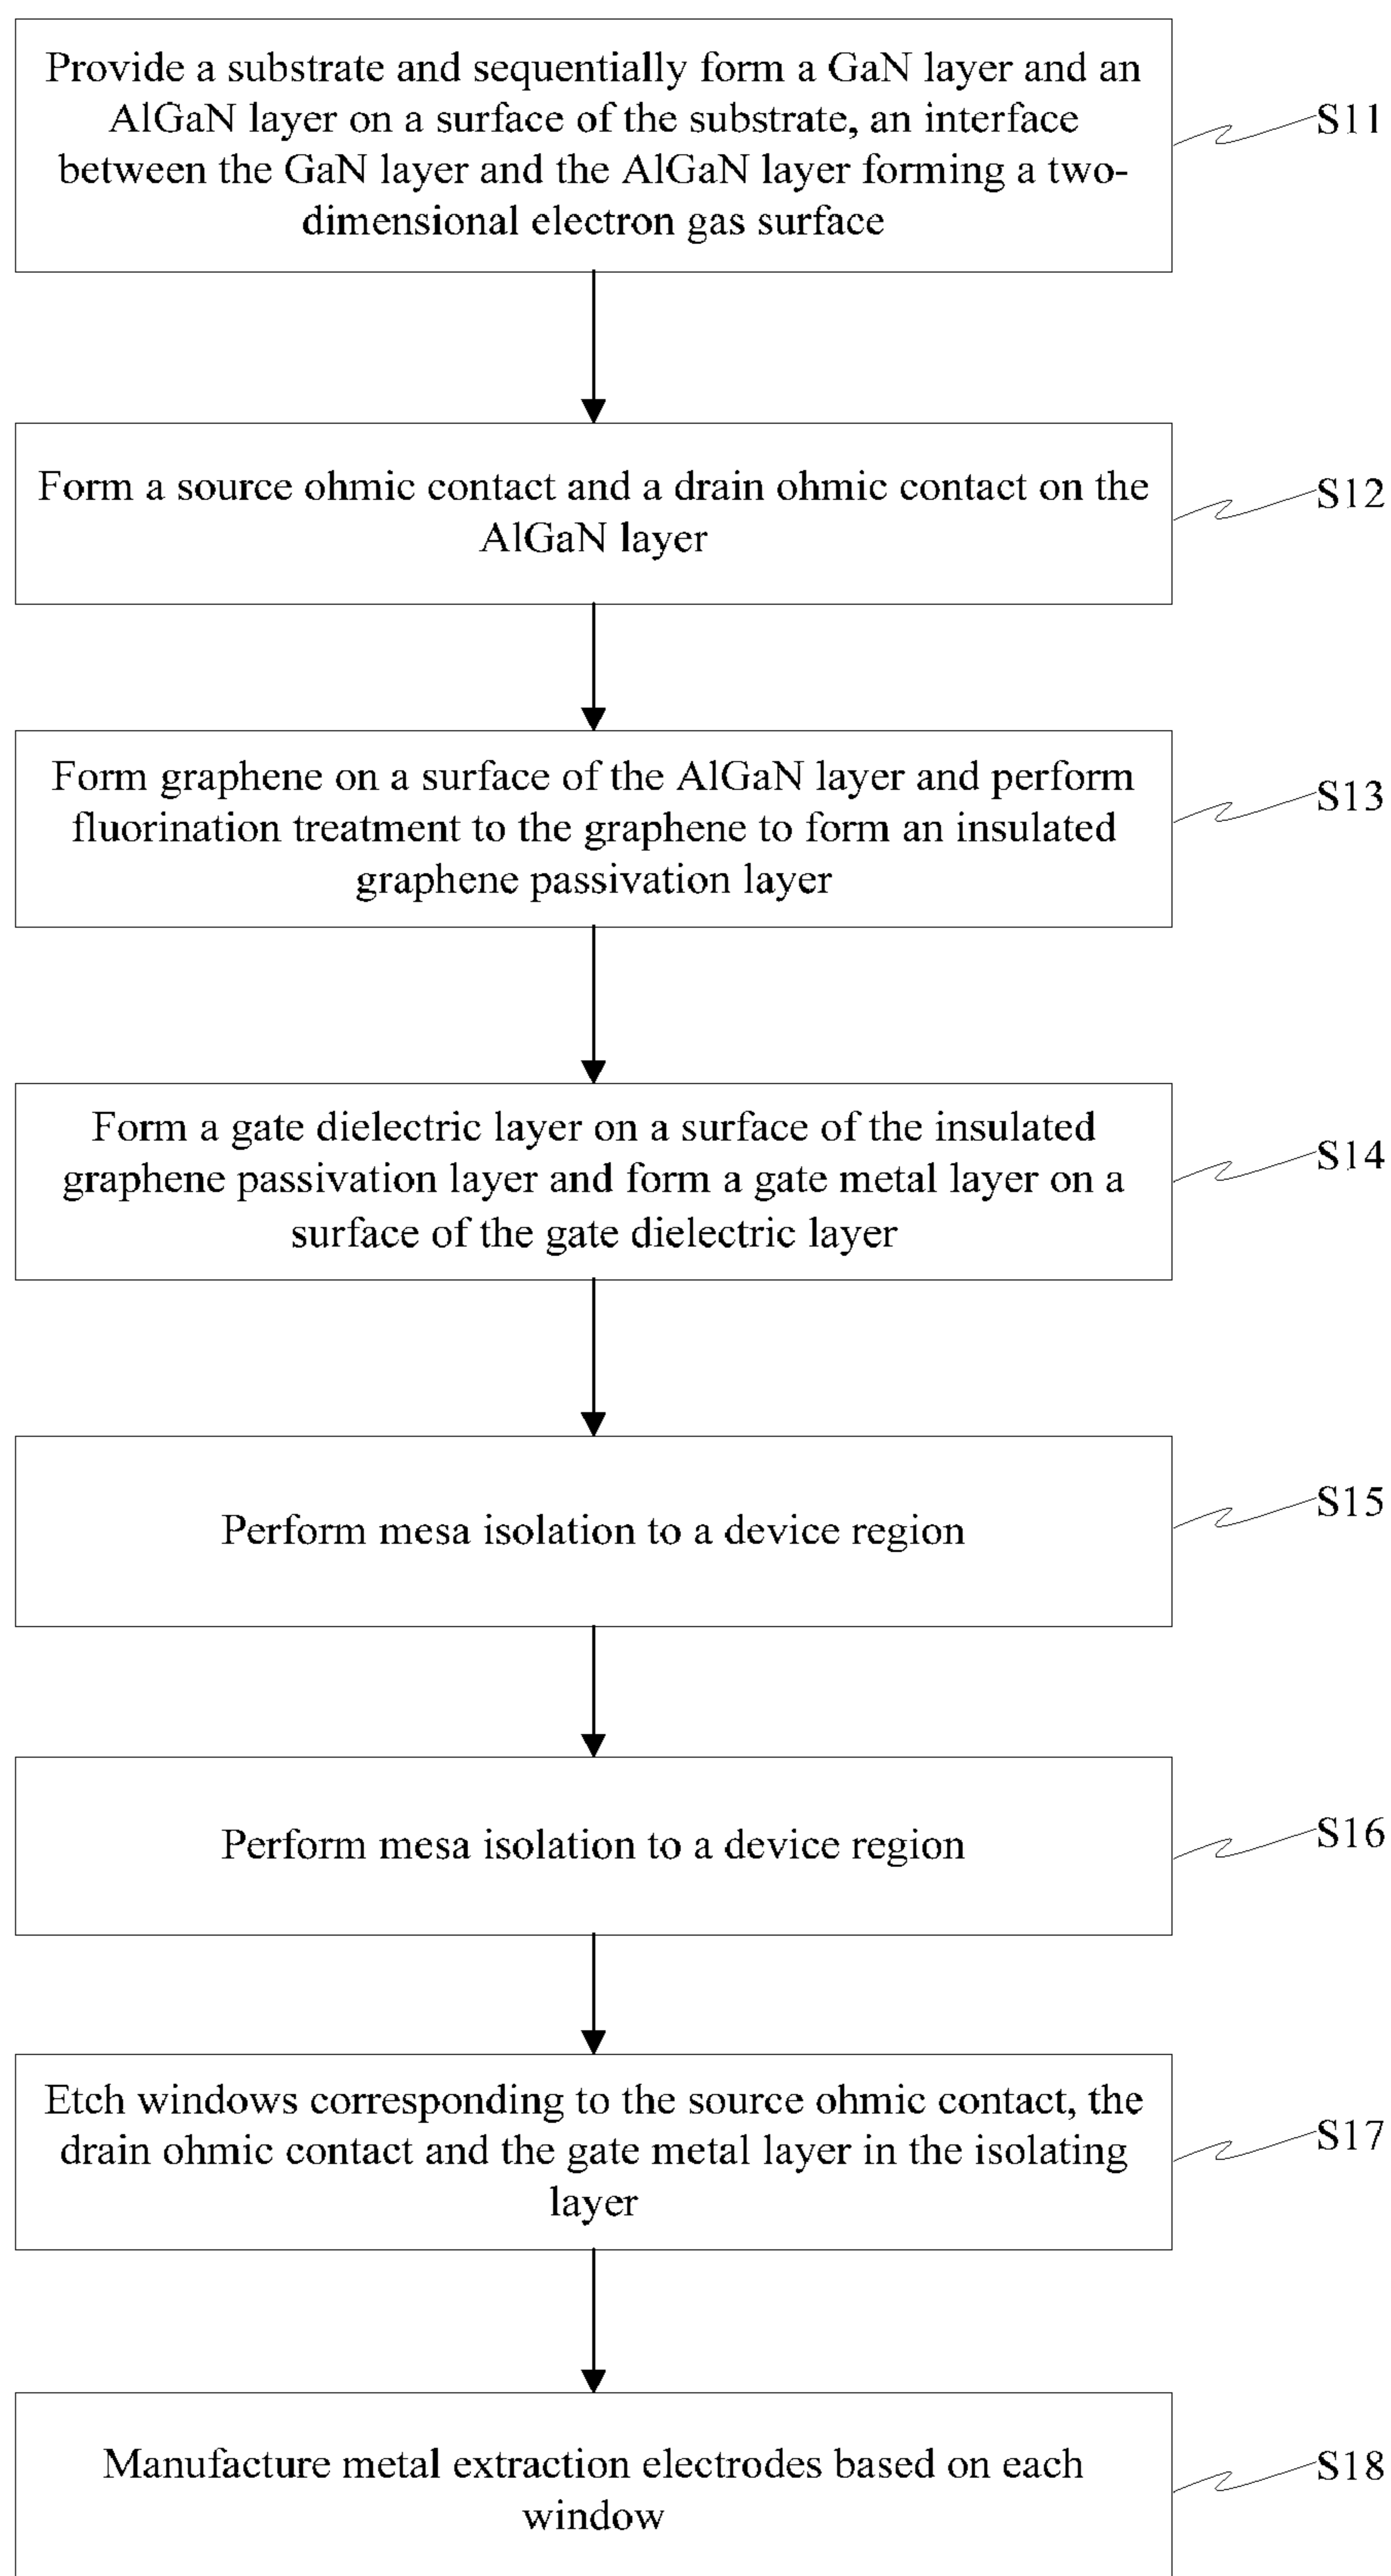 Provide a substrate and sequentially form a GaN layer and an
AlGaN layer on a surface of the substrate, an interface
between the GaN layer and the AlGaN layer forming a two-
dimensional electron gas surface
S11
Form a source ohmic contact and a drain ohmic contact on the
AlGaN layer
S12
Form graphene on a surface of the AlGaN layer and perform
fluorination treatment to the graphene to form an insulated
graphene passivation layer
S13
Form a gate dielectric layer on a surface of the insulated
graphene passivation layer and form a gate metal layer on a
surface of the gate dielectric layer
S14
Perform mesa isolation to a device region
S15
Perform mesa isolation to a device region
S16
Etch windows corresponding to the source ohmic contact, the
drain ohmic contact and the gate metal layer in the isolating
layer
S17
Manufacture metal extraction electrodes based on each
window
S18